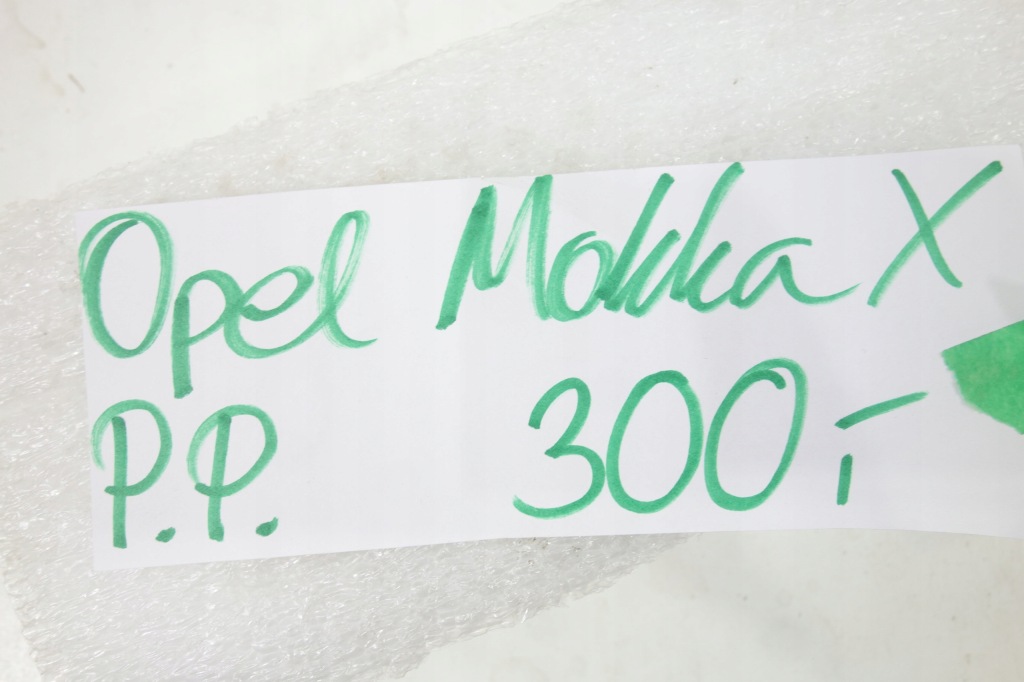 Opel Mokka X
P.P. 300,-